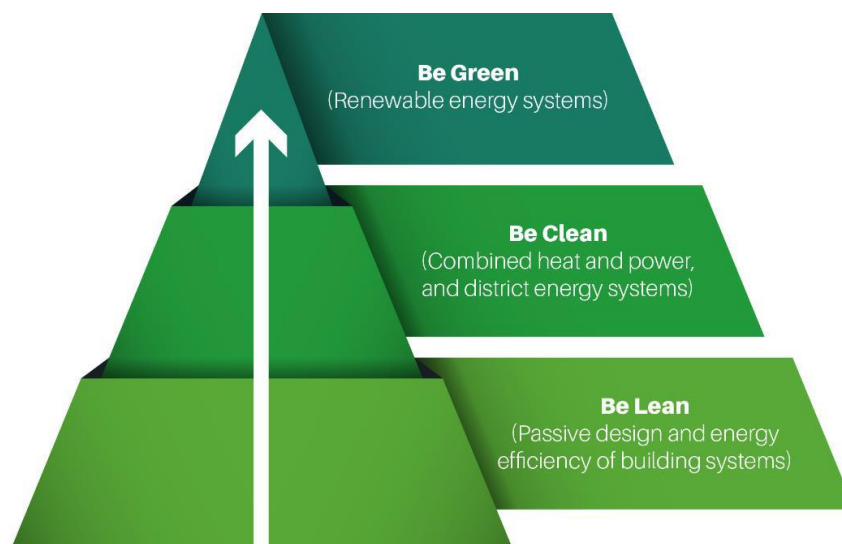 Be Green
(Renewable energy systems)
Be Clean
(Combined heat and power,
and district energy systems)
Be Lean
(Passive design and energy
efficiency of building systems)